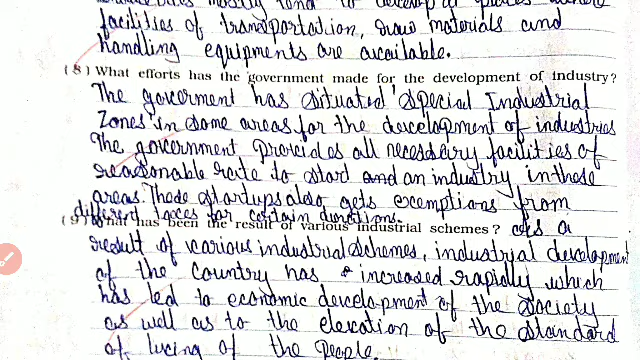 facilities of transportation, raw materials and
handling equipments are available.
(8) What efforts has the government made for the development of industry?
The goverment has situated 'Special Industrial
Zones' in some areas for the development of industries
The government provides all necessary facilities of
reasonable rate to start and an industry in these
areas. These startups also gets exemptions from
different taxes for certain durations.
(9) What has been the result of various industrial schemes? As a
result of various industrial schemes, industrial development
of the country has increased rapidly which
has led to economic development of the society
as well as to the elevation of the standard
of living of the people.